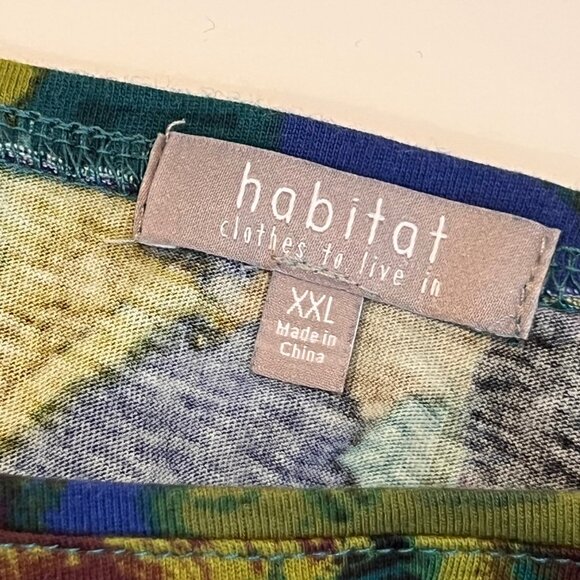 habitat
clothes to live in
XXL
Made in
China